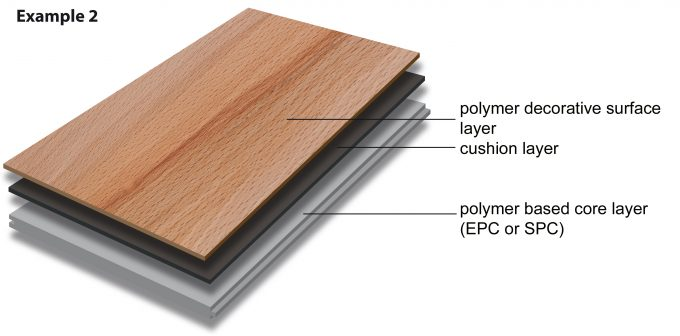 Example 2
polymer decorative surface
layer
cushion layer
polymer based core layer
(EPC or SPC)